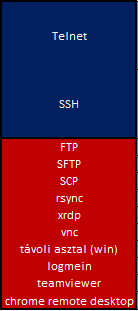 Telnet
SSH
FTP
SFTP
SCP
rsync
xrdp
vnc
távoli asztal (win)
logmein
teamviewer
chrome remote desktop